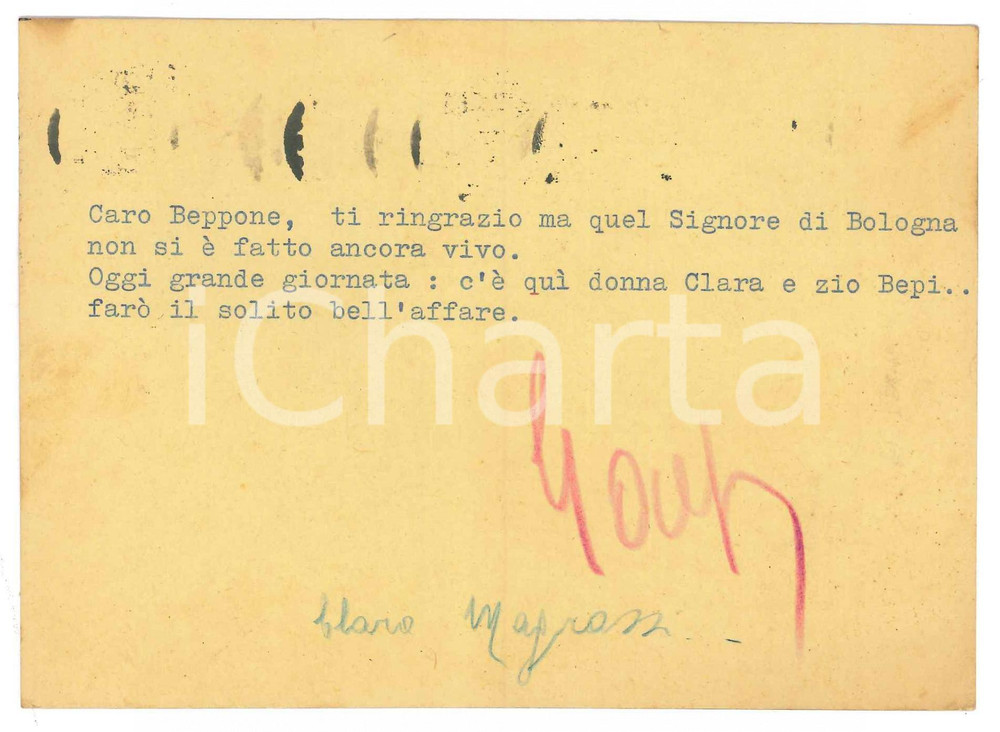 Caro Beppone, ti ringrazio ma quel Signore di Bologna
non si è fatto ancora vivo.
Oggi grande giornata : c'è quì donna Clara e zio Bepi..
farò il solito bell'affare.
iCharta
Clara